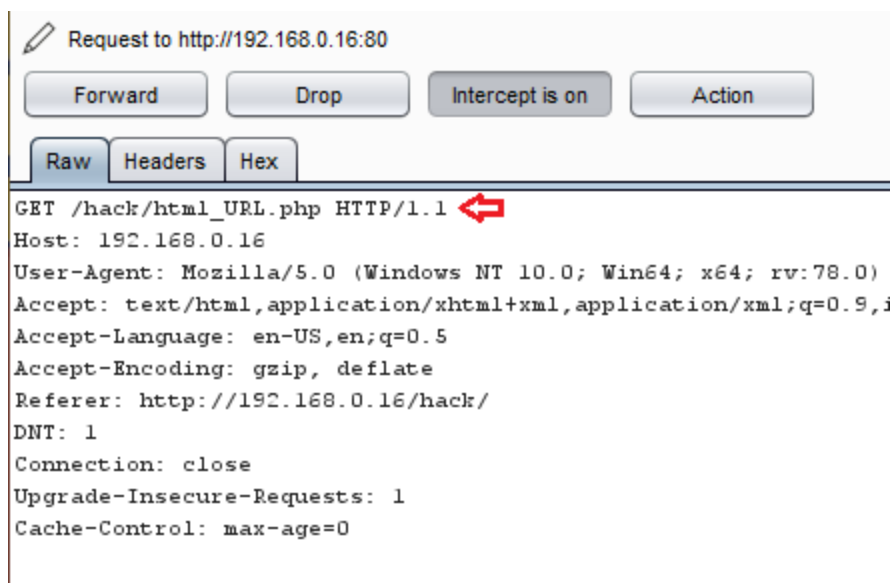 Request to http://192.168.0.16:80
Forward Drop Intercept is on Action
Raw Headers Hex
GET /hack/html_URL.php HTTP/1.1
Host: 192.168.0.16
User-Agent: Mozilla/5.0 (Windows NT 10.0; Win64; x64; rv:78.0)
Accept: text/html,application/xhtml+xml,application/xml;q=0.9,i
Accept-Language: en-US,en;q=0.5
Accept-Encoding: gzip, deflate
Referer: http://192.168.0.16/hack/
DNT: 1
Connection: close
Upgrade-Insecure-Requests: 1
Cache-Control: max-age=0